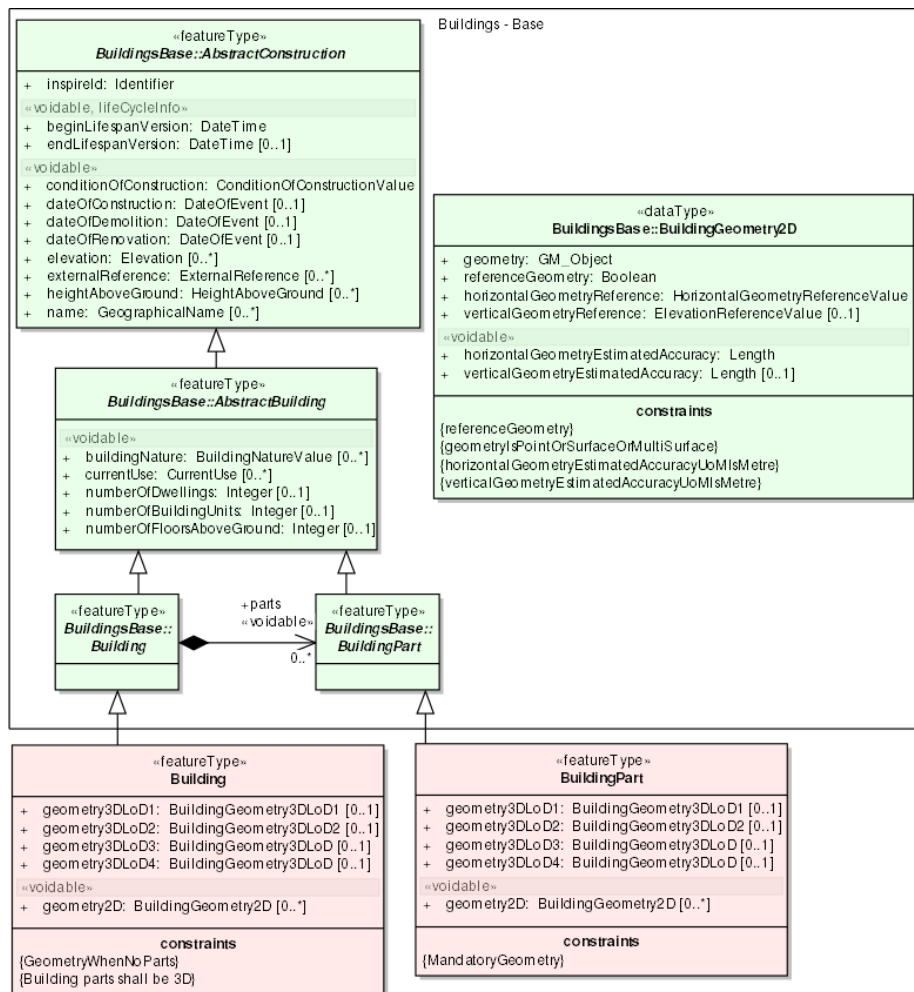 Buildings - Base
«featureType»
BuildingsBase::AbstractConstruction
+ inspireId: Identifier
«voidable, lifeCycleInfo»
+ beginLifespanVersion: DateTime
+ endLifespanVersion: DateTime [0..1]
«voidable»
+ conditionOfConstruction: ConditionOfConstructionValue
+ dateOfConstruction: DateOfEvent [0..1]
+ dateOfDemolition: DateOfEvent [0..1]
+ dateOfRenovation: DateOfEvent [0..1]
+ elevation: Elevation [0..*]
+ externalReference: ExternalReference [0..*]
+ heightAboveGround: HeightAboveGround [0..*]
+ name: GeographicalName [0..*]
«dataType»
BuildingsBase::BuildingGeometry2D
+ geometry: GM_Object
+ referenceGeometry: Boolean
+ horizontalGeometryReference: HorizontalGeometryReferenceValue
+ verticalGeometryReference: ElevationReferenceValue [0..1]
«voidable»
+ horizontalGeometryEstimatedAccuracy: Length
+ verticalGeometryEstimatedAccuracy: Length [0..1]
constraints
{referenceGeometry}
{geometryIsPointOrSurfaceOrMultiSurface}
{horizontalGeometryEstimatedAccuracyUoMIsMetre}
{verticalGeometryEstimatedAccuracyUoMIsMetre}
«featureType»
BuildingsBase::AbstractBuilding
«voidable»
+ buildingNature: BuildingNatureValue [0..*]
+ currentUse: CurrentUse [0..*]
+ numberOfDwellings: Integer [0..1]
+ numberOfBuildingUnits: Integer [0..1]
+ numberOfFloorsAboveGround: Integer [0..1]
«featureType»
BuildingsBase::
Building
+parts
«voidable»
0..*
«featureType»
BuildingsBase::
BuildingPart
«featureType»
Building
+ geometry3DLoD1: BuildingGeometry3DLoD1 [0..1]
+ geometry3DLoD2: BuildingGeometry3DLoD2 [0..1]
+ geometry3DLoD3: BuildingGeometry3DLoD [0..1]
+ geometry3DLoD4: BuildingGeometry3DLoD [0..1]
«voidable»
+ geometry2D: BuildingGeometry2D [0..*]
constraints
{GeometryWhenNoParts}
{Building parts shall be 3D}
«featureType»
BuildingPart
+ geometry3DLoD1: BuildingGeometry3DLoD1 [0..1]
+ geometry3DLoD2: BuildingGeometry3DLoD2 [0..1]
+ geometry3DLoD3: BuildingGeometry3DLoD [0..1]
+ geometry3DLoD4: BuildingGeometry3DLoD [0..1]
«voidable»
+ geometry2D: BuildingGeometry2D [0..*]
constraints
{MandatoryGeometry}